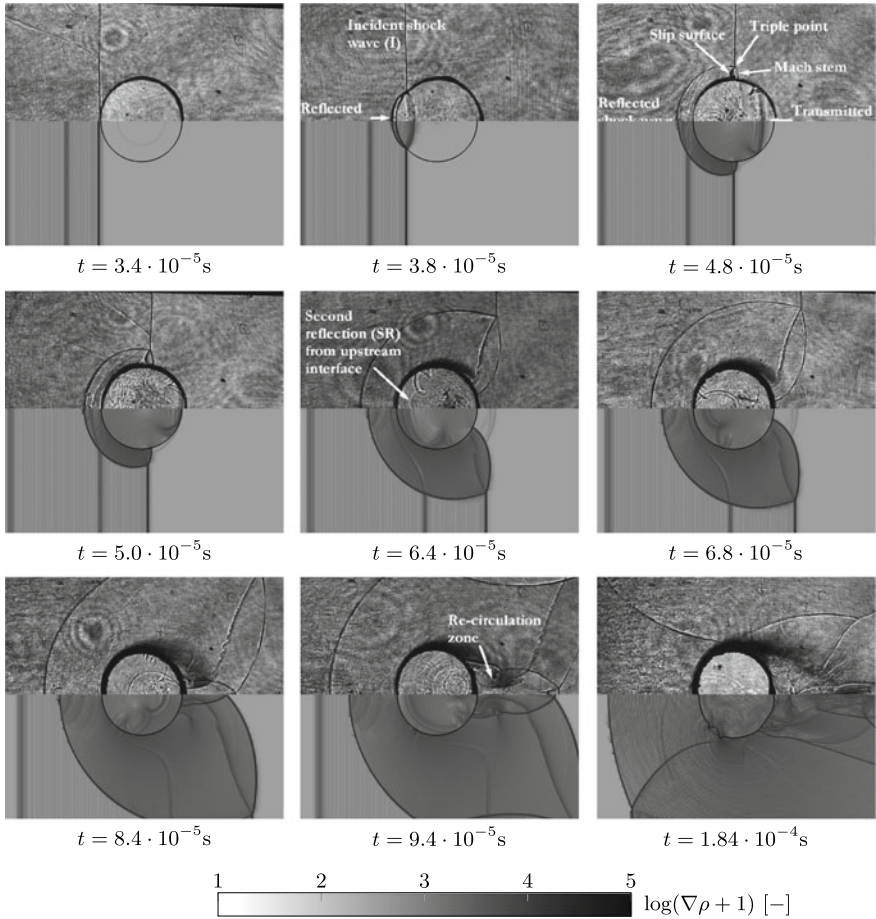 Incident shock
wave (I)
Reflected
Slip surface
Triple point
Mach stem
Reflected
shock wave
Transmitted
t = 3.4 · 10⁻⁵s
t = 3.8 · 10⁻⁵s
t = 4.8 · 10⁻⁵s
Second
reflection (SR)
from upstream
interface
t = 5.0 · 10⁻⁵s
t = 6.4 · 10⁻⁵s
t = 6.8 · 10⁻⁵s
Re-circulation
zone
t = 8.4 · 10⁻⁵s
t = 9.4 · 10⁻⁵s
t = 1.84 · 10⁻⁴s
1 2 3 4 5
log(∇ρ + 1) [−]